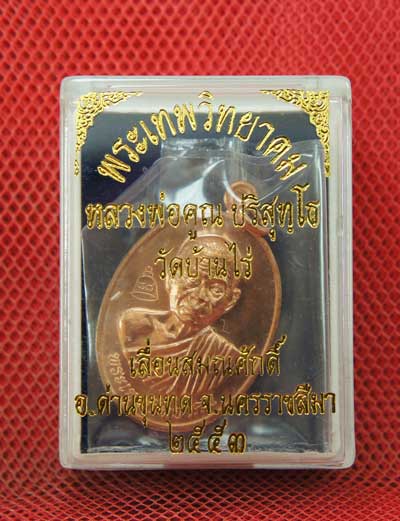 พระเทพวิทยาคม
หลวงพ่อคูณ ปริสุทฺโธ
วัดบ้านไร่
เลื่อนสมณศักดิ์
อ.ด่านขุนทด จ.นครราชสีมา
๒๕๕๓